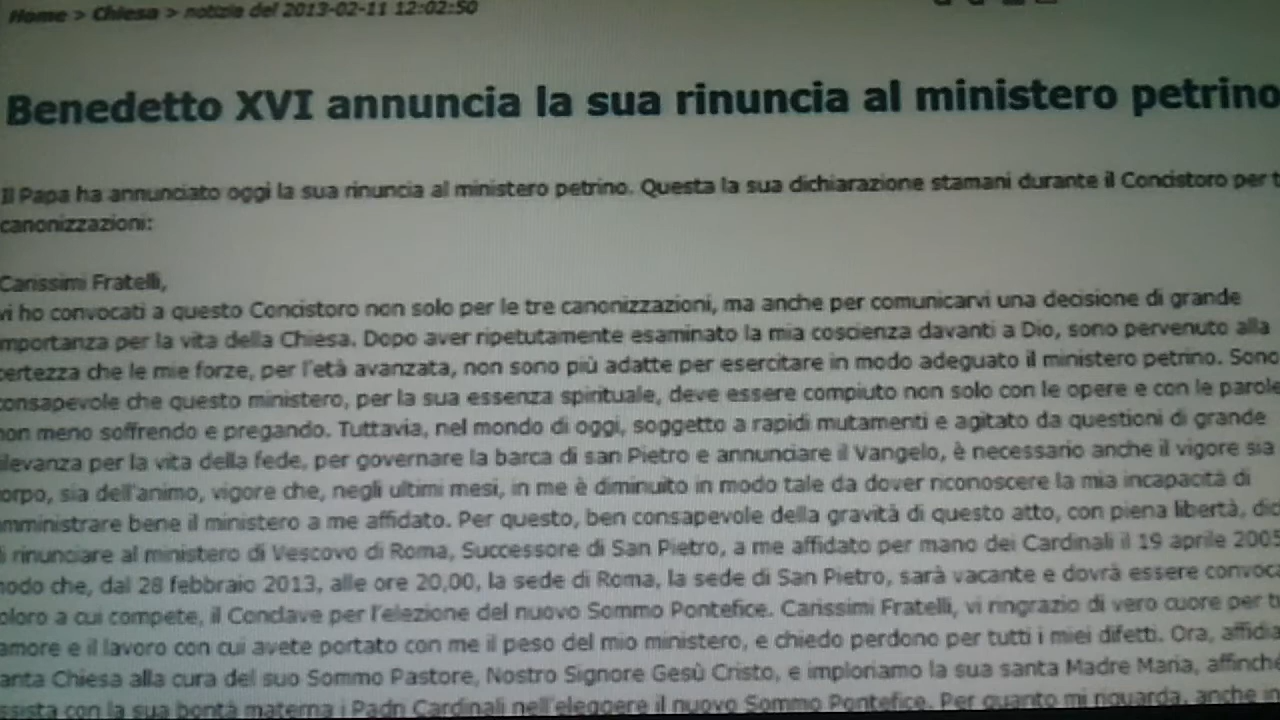 Home > Chiesa > notizia del 2013-02-11 12:02:50
Benedetto XVI annuncia la sua rinuncia al ministero petrino
Il Papa ha annunciato oggi la sua rinuncia al ministero petrino. Questa la sua dichiarazione stamani durante il Concistoro per t
canonizzazioni:
Carissimi Fratelli,
vi ho convocati a questo Concistoro non solo per le tre canonizzazioni, ma anche per comunicarvi una decisione di grande
mportanza per la vita della Chiesa. Dopo aver ripetutamente esaminato la mia coscienza davanti a Dio, sono pervenuto alla
certezza che le mie forze, per l'età avanzata, non sono più adatte per esercitare in modo adeguato il ministero petrino. Sono
consapevole che questo ministero, per la sua essenza spirituale, deve essere compiuto non solo con le opere e con le parole
non meno soffrendo e pregando. Tuttavia, nel mondo di oggi, soggetto a rapidi mutamenti e agitato da questioni di grande
ilevanza per la vita della fede, per governare la barca di san Pietro e annunciare il Vangelo, è necessario anche il vigore sia
orpo, sia dell'animo, vigore che, negli ultimi mesi, in me è diminuito in modo tale da dover riconoscere la mia incapacità di
mministrare bene il ministero a me affidato. Per questo, ben consapevole della gravità di questo atto, con piena libertà, dic
i rinunciare al ministero di Vescovo di Roma, Successore di San Pietro, a me affidato per mano dei Cardinali il 19 aprile 2005
nodo che, dal 28 febbraio 2013, alle ore 20,00, la sede di Roma, la sede di San Pietro, sarà vacante e dovrà essere convoca
oloro a cui compete, il Conclave per l'elezione del nuovo Sommo Pontefice. Carissimi Fratelli, vi ringrazio di vero cuore per t
amore e il lavoro con cui avete portato con me il peso del mio ministero, e chiedo perdono per tutti i miei difetti. Ora, affidia
anta Chiesa alla cura del suo Sommo Pastore, Nostro Signore Gesù Cristo, e imploriamo la sua santa Madre Maria, affinché
ssista con la sua bontà materna i Padri Cardinali nell'eleggere il nuovo Sommo Pontefice. Per quanto mi riguarda, anche in